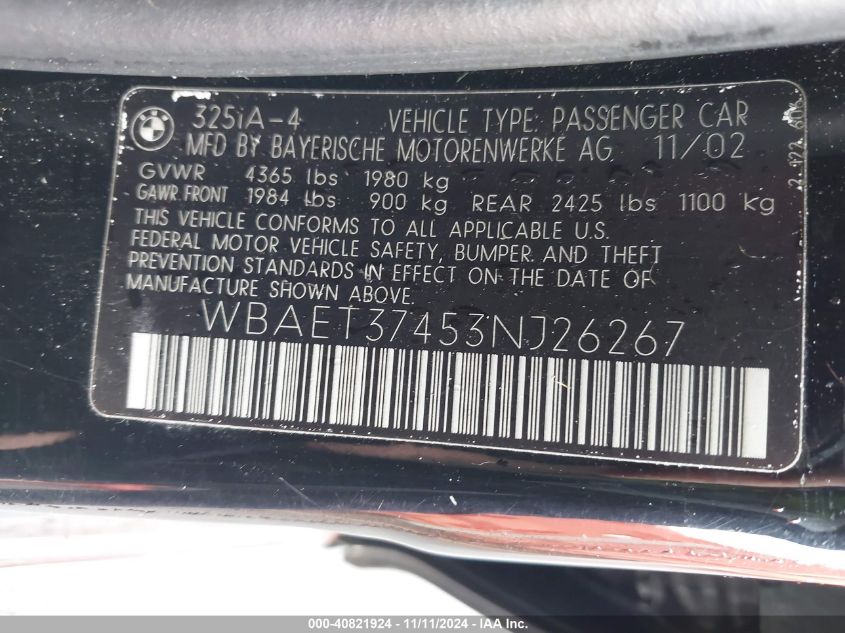 325iA-4 VEHICLE TYPE: PASSENGER CAR
MFD BY BAYERISCHE MOTORENWERKE AG 11/02
GVWR 4365 lbs 1980 kg
GAWR FRONT 1984 lbs 900 kg REAR 2425 lbs 1100 kg
THIS VEHICLE CONFORMS TO ALL APPLICABLE U.S.
FEDERAL MOTOR VEHICLE SAFETY, BUMPER AND THEFT
PREVENTION STANDARDS IN EFFECT ON THE DATE OF
MANUFACTURE SHOWN ABOVE.
WBAET37453NJ26267
000-40821924 - 11/11/2024 - IAA Inc.